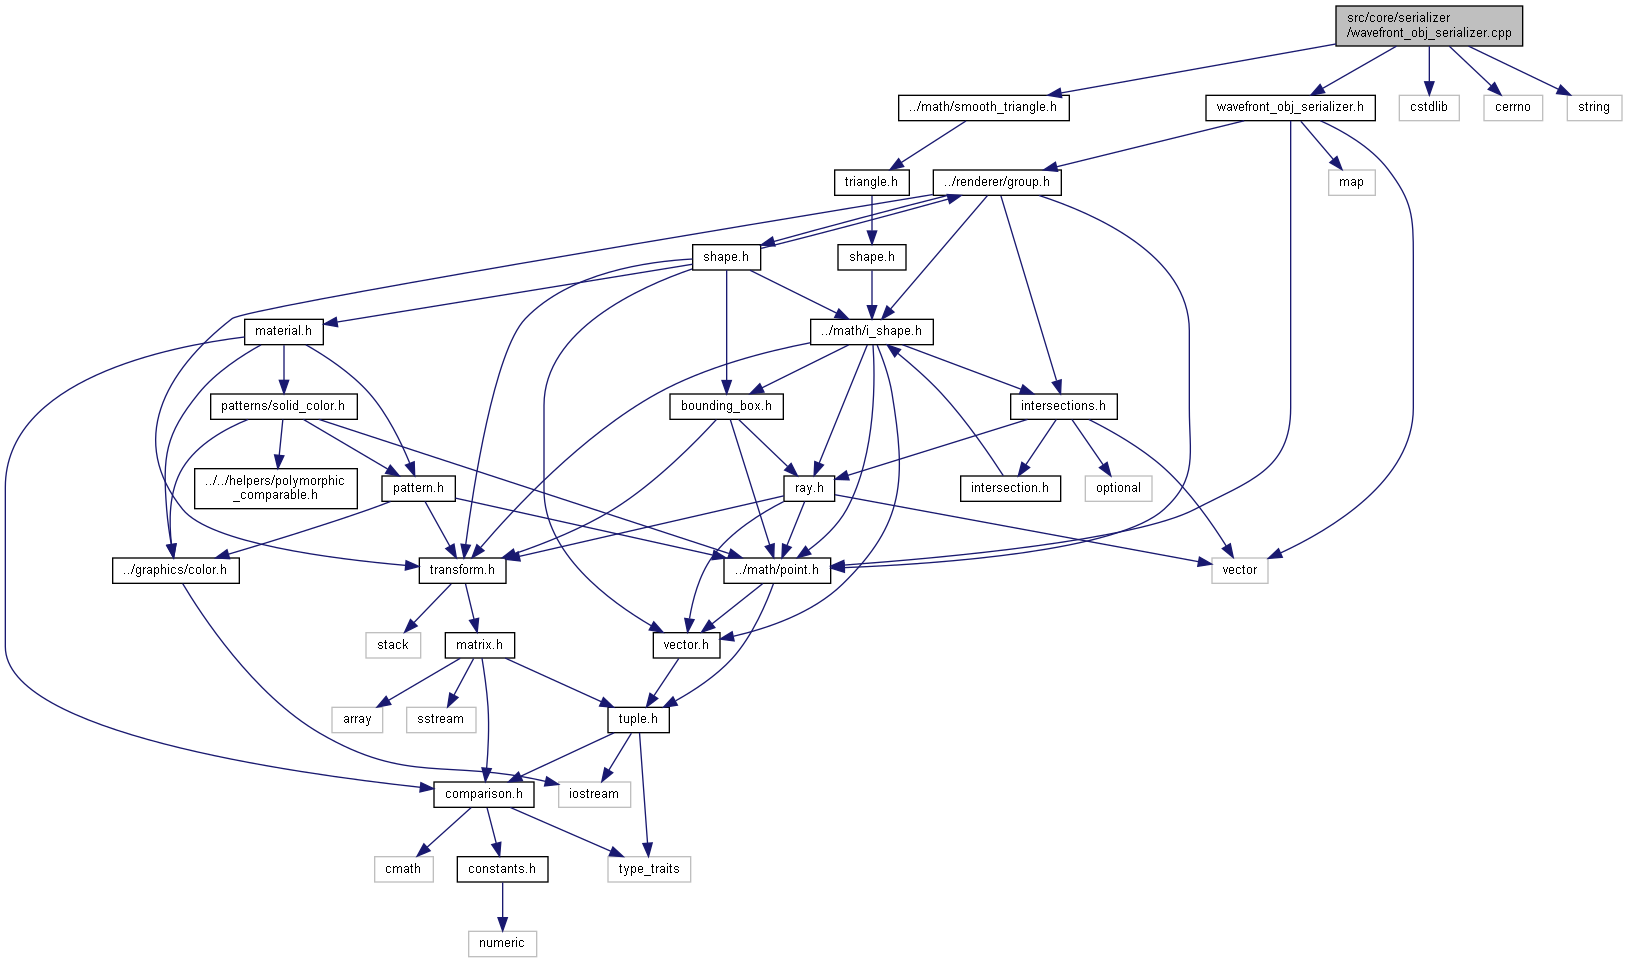 src/core/serializer
/wavefront_obj_serializer.cpp
../math/smooth_triangle.h
wavefront_obj_serializer.h
cstdlib
cerrno
string
triangle.h
../renderer/group.h
map
shape.h
shape.h
material.h
../math/i_shape.h
patterns/solid_color.h
bounding_box.h
intersections.h
../../helpers/polymorphic
_comparable.h
pattern.h
ray.h
intersection.h
optional
../graphics/color.h
transform.h
../math/point.h
vector
stack
matrix.h
vector.h
array
sstream
tuple.h
comparison.h
iostream
cmath
constants.h
type_traits
numeric